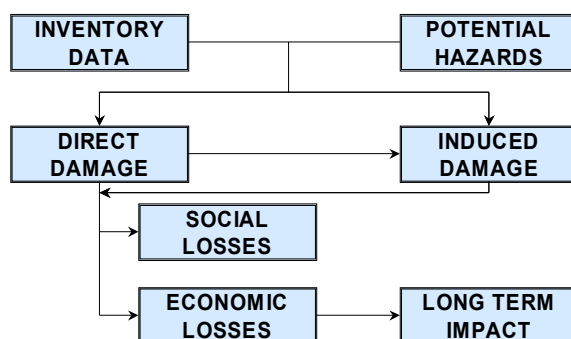 INVENTORY
DATA
POTENTIAL
HAZARDS
DIRECT
DAMAGE
INDUCED
DAMAGE
SOCIAL
LOSSES
ECONOMIC
LOSSES
LONG TERM
IMPACT